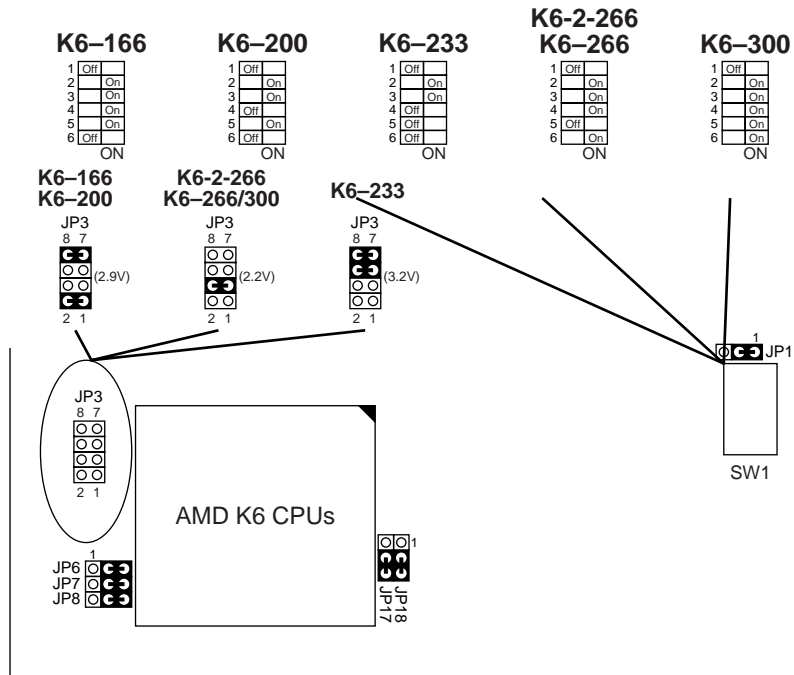 K6-2-266
K6–166 K6–200 K6–233 K6–266 K6–300
1 Off 1 Off 1 Off 1 Off 1 Off
2 On 2 On 2 On 2 On 2 On
3 On 3 On 3 On 3 On 3 On
4 On 4 Off 4 Off 4 On 4 On
5 On 5 On 5 Off 5 Off 5 On
6 Off 6 Off 6 Off 6 On 6 On
ON ON ON ON ON
K6–166 K6-2-266
K6–200 K6–266/300 K6–233
JP3 JP3 JP3
8 7 8 7 8 7
(2.9V) (2.2V) (3.2V)
2 1 2 1 2 1
1
JP1
JP3
8 7
2 1
SW1
AMD K6 CPUs
1
1
JP6
JP7
JP8
JP17
JP18